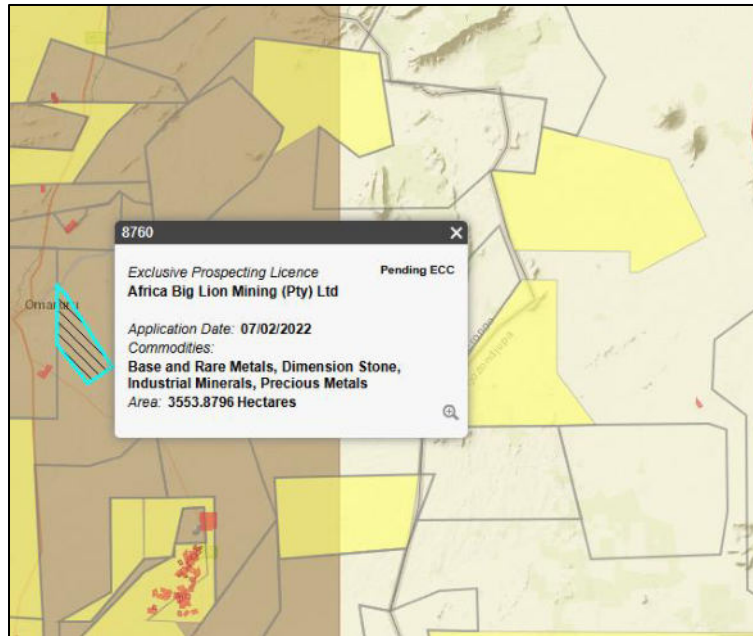 8760
Exclusive Prospecting Licence Pending ECC
Africa Big Lion Mining (Pty) Ltd
Application Date: 07/02/2022
Commodities:
Base and Rare Metals, Dimension Stone,
Industrial Minerals, Precious Metals
Area: 3553.8796 Hectares